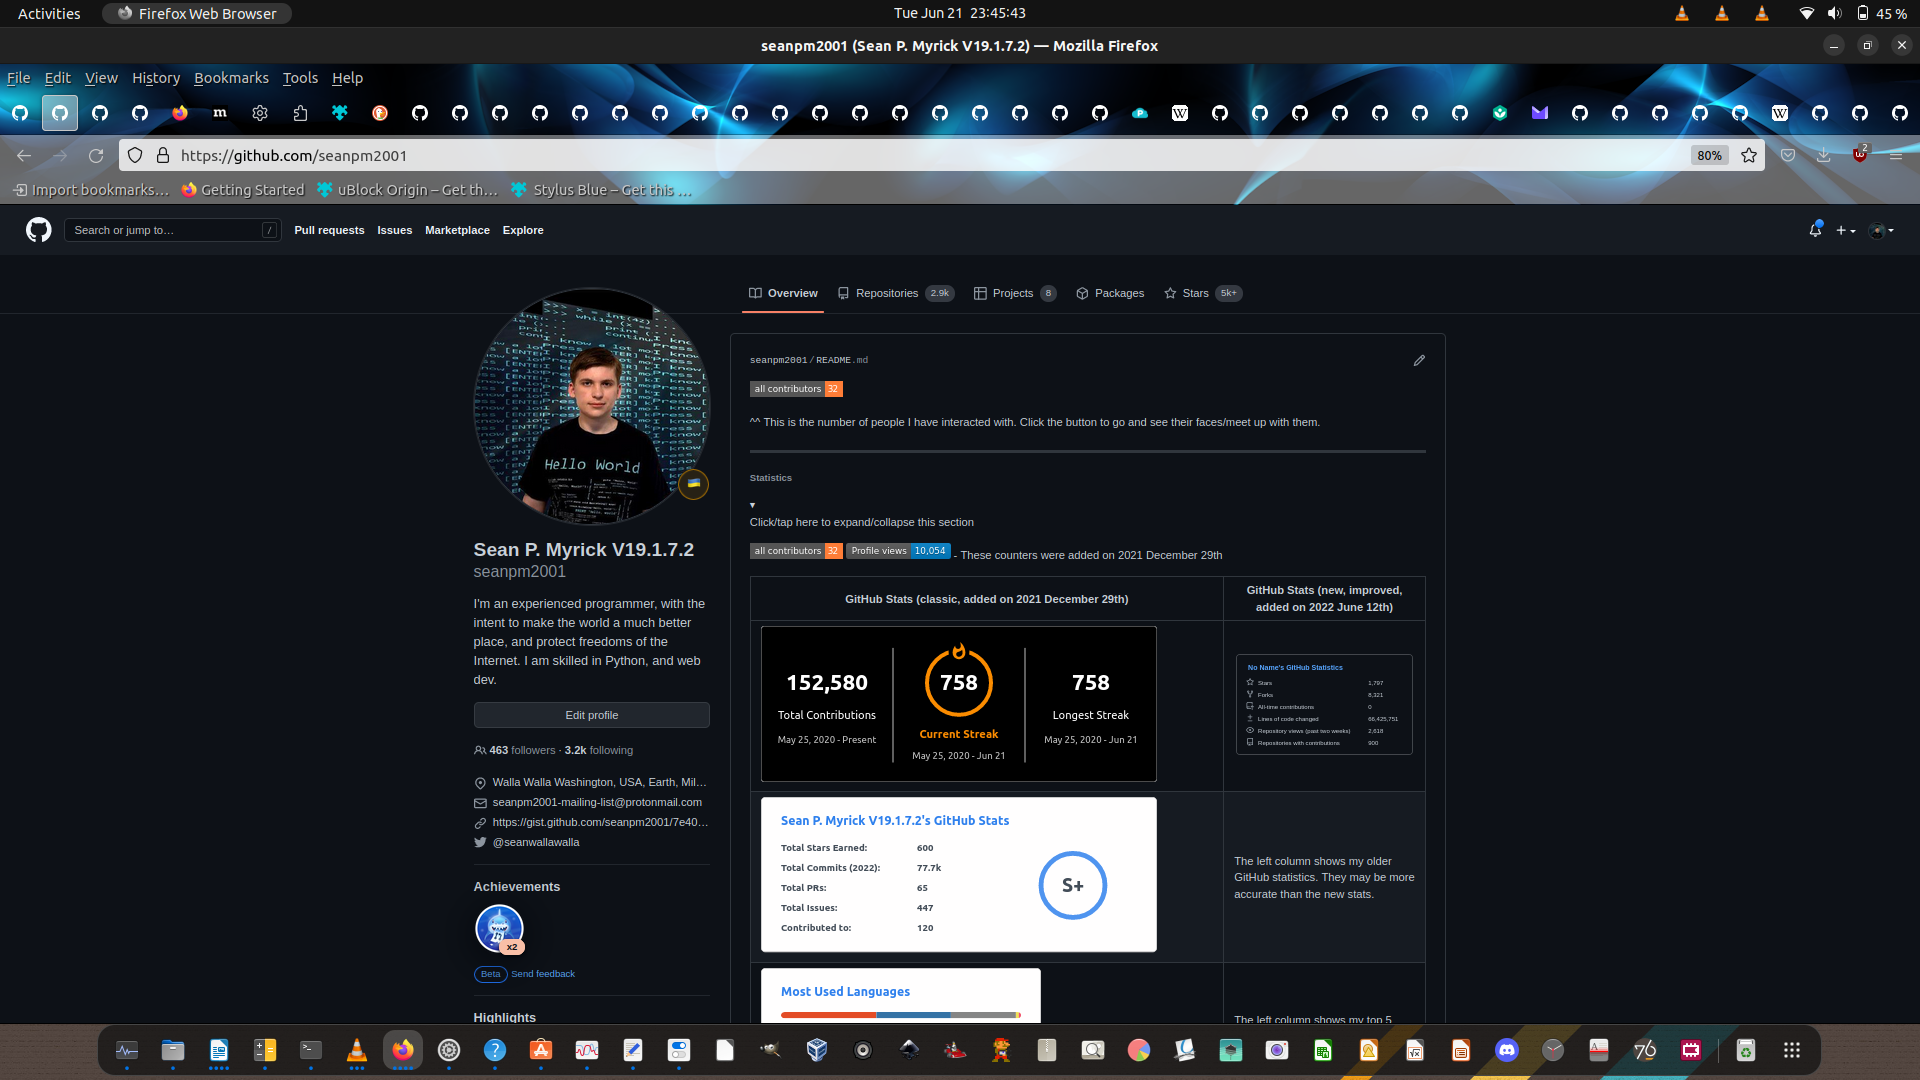 Activities
Firefox Web Browser
Tue Jun 21 23:45:43
45 %
seanpm2001 (Sean P. Myrick V19.1.7.2) — Mozilla Firefox
File Edit View History Bookmarks Tools Help
https://github.com/seanpm2001
80%
2
Import bookmarks…
Getting Started
uBlock Origin – Get th…
Stylus Blue – Get this …
Search or jump to…
/
Pull requests Issues Marketplace Explore
Overview
Repositories 2.9k
Projects 8
Packages
Stars 5k+
Hello World
Sean P. Myrick V19.1.7.2
seanpm2001
I'm an experienced programmer, with the
intent to make the world a much better
place, and protect freedoms of the
Internet. I am skilled in Python, and web
dev.
Edit profile
463 followers · 3.2k following
Walla Walla Washington, USA, Earth, Mil…
seanpm2001-mailing-list@protonmail.com
https://gist.github.com/seanpm2001/7e40…
@seanwallawalla
Achievements
x2
Beta Send feedback
Highlights
seanpm2001/README.md
all contributors 32
^^ This is the number of people I have interacted with. Click the button to go and see their faces/meet up with them.
Statistics
▾
Click/tap here to expand/collapse this section
all contributors 32 Profile views 10,054 - These counters were added on 2021 December 29th
GitHub Stats (classic, added on 2021 December 29th)
GitHub Stats (new, improved,
added on 2022 June 12th)
152,580
Total Contributions
May 25, 2020 - Present
758
Current Streak
May 25, 2020 - Jun 21
758
Longest Streak
May 25, 2020 - Jun 21
No Name's GitHub Statistics
Stars 1,797
Forks 8,321
All-time contributions 0
Lines of code changed 66,425,751
Repository views (past two weeks) 2,618
Repositories with contributions 900
Sean P. Myrick V19.1.7.2's GitHub Stats
Total Stars Earned: 600
Total Commits (2022): 77.7k
Total PRs: 65
Total Issues: 447
Contributed to: 120
S+
The left column shows my older
GitHub statistics. They may be more
accurate than the new stats.
Most Used Languages
The left column shows my top 5
76